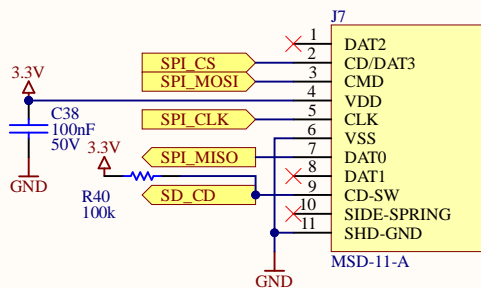 J7
1 DAT2
SPI_CS 2 CD/DAT3
SPI_MOSI 3 CMD
3.3V 4 VDD
C38
100nF
50V
GND
SPI_CLK 5 CLK
6 VSS
SPI_MISO 7 DAT0
3.3V 8 DAT1
R40
100k
SD_CD 9 CD-SW
10 SIDE-SPRING
11 SHD-GND
MSD-11-A
GND